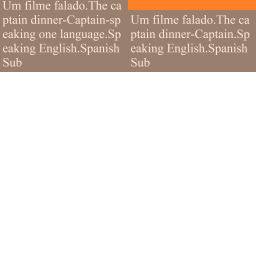 Um filme falado.The ca
ptain dinner-Captain-sp
eaking one language.Sp
eaking English.Spanish
Sub
Um filme falado.The ca
ptain dinner-Captain.Sp
eaking English.Spanish
Sub